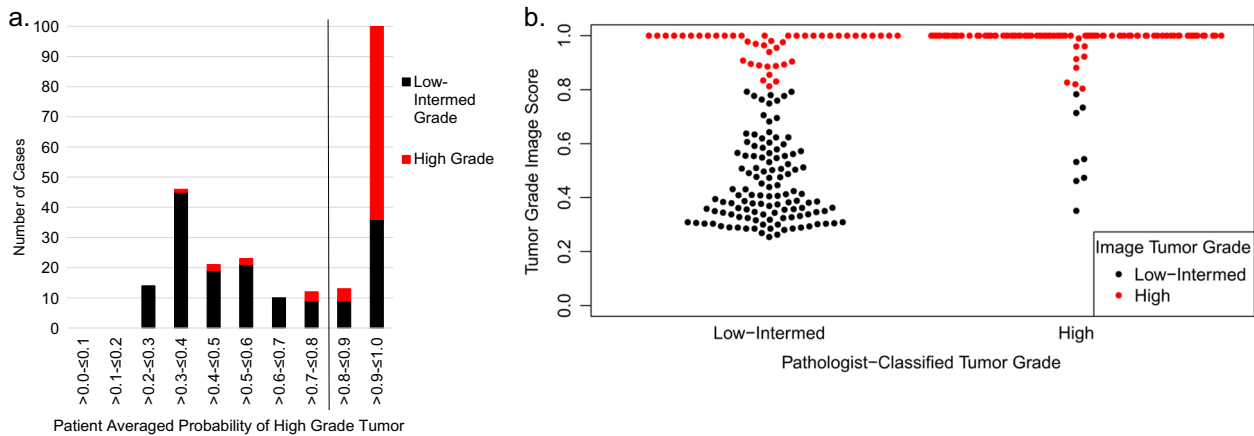 a.
Number of Cases
100
90
80
70
60
50
40
30
20
10
0
>0.0-≤0.1
>0.1-≤0.2
>0.2-≤0.3
>0.3-≤0.4
>0.4-≤0.5
>0.5-≤0.6
>0.6-≤0.7
>0.7-≤0.8
>0.8-≤0.9
>0.9-≤1.0
Patient Averaged Probability of High Grade Tumor
Low-
Intermed
Grade
High Grade
b.
Tumor Grade Image Score
1.0
0.8
0.6
0.4
0.2
0.0
Low−Intermed
High
Pathologist−Classified Tumor Grade
Image Tumor Grade
Low−Intermed
High